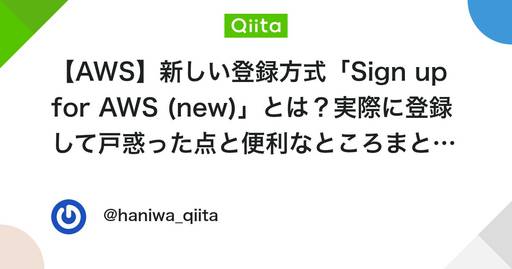 Qiita
【AWS】新しい登録方式「Sign up
for AWS (new)」とは？実際に登録
して戸惑った点と便利なところまと…
@haniwa_qiita